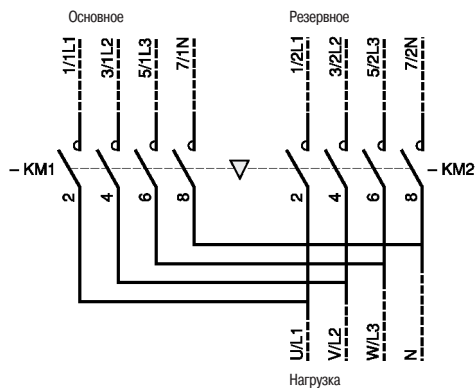 Основное Резервное
1/1L1 3/1L2 5/1L3 7/1N 1/2L1 3/2L2 5/2L3 7/2N
– KM1 – KM2
2 4 6 8 2 4 6 8
U/L1 V/L2 W/L3 N
Нагрузка